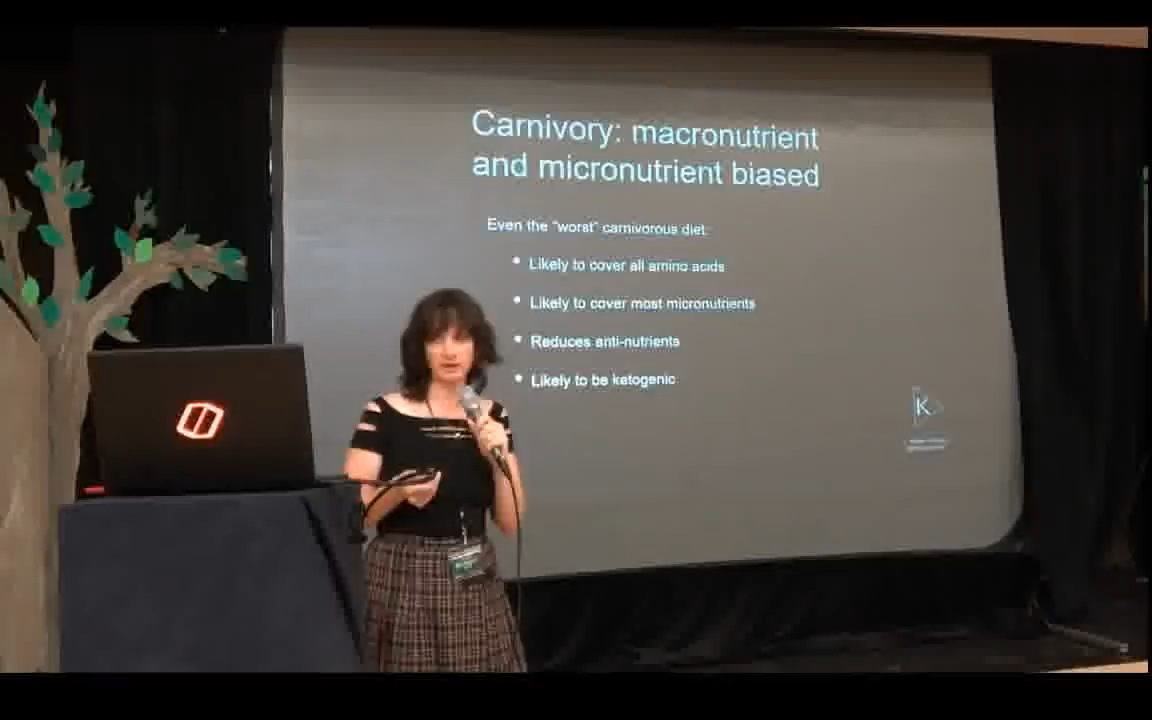 Carnivory: macronutrient
and micronutrient biased
Even the "worst" carnivorous diet:
• Likely to cover all amino acids
• Likely to cover most micronutrients
• Reduces anti-nutrients
• Likely to be ketogenic
K